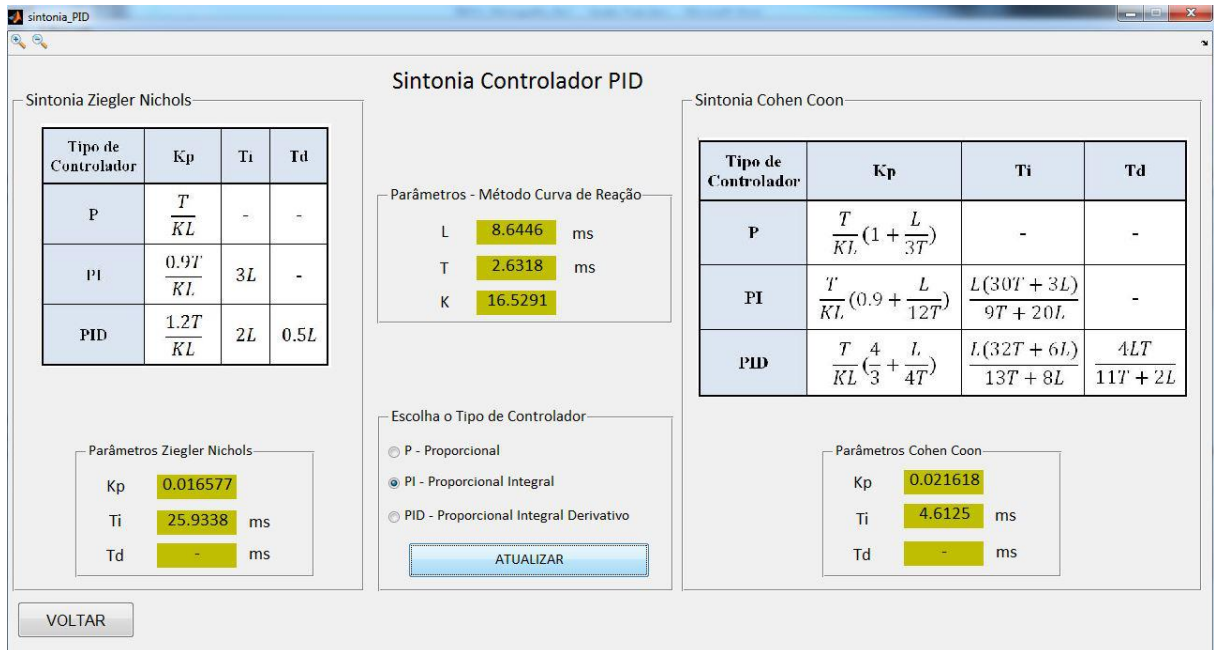 sintonia_PID
Sintonia Controlador PID
Sintonia Ziegler Nichols
Tipo de Controlador Kp Ti Td
P T/KL - -
PI 0.9T/KL 3L -
PID 1.2T/KL 2L 0.5L
Parâmetros Ziegler Nichols
Kp 0.016577
Ti 25.9338 ms
Td - ms
Parâmetros - Método Curva de Reação
L 8.6446 ms
T 2.6318 ms
K 16.5291
Escolha o Tipo de Controlador
P - Proporcional
PI - Proporcional Integral
PID - Proporcional Integral Derivativo
ATUALIZAR
Sintonia Cohen Coon
Tipo de Controlador Kp Ti Td
P T/KL (1 + L/3T) - -
PI T/KL (0.9 + L/12T) L(30T + 3L)/9T + 20L -
PID T/KL (4/3 + L/4T) L(32T + 6L)/13T + 8L 4LT/11T + 2L
Parâmetros Cohen Coon
Kp 0.021618
Ti 4.6125 ms
Td - ms
VOLTAR